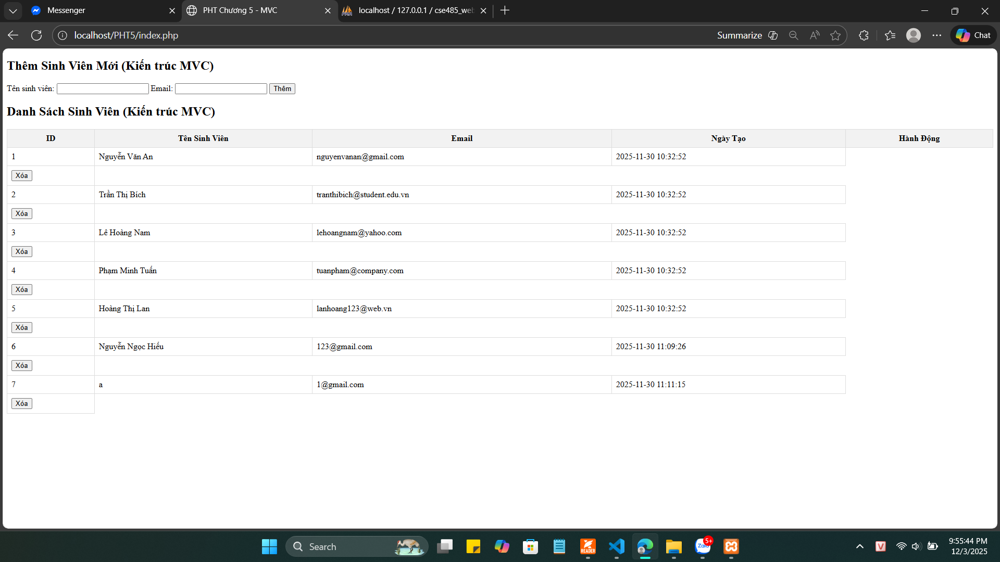 Messenger
PHT Chương 5 - MVC
localhost / 127.0.0.1 / cse485_web
localhost/PHT5/index.php
Summarize
Chat
Thêm Sinh Viên Mới (Kiến trúc MVC)
Tên sinh viên: Email: Thêm
Danh Sách Sinh Viên (Kiến trúc MVC)
ID Tên Sinh Viên Email Ngày Tạo Hành Động
1 Nguyễn Văn An nguyenvanan@gmail.com 2025-11-30 10:32:52
Xóa
2 Trần Thị Bích tranthibich@student.edu.vn 2025-11-30 10:32:52
Xóa
3 Lê Hoàng Nam lehoangnam@yahoo.com 2025-11-30 10:32:52
Xóa
4 Phạm Minh Tuấn tuanpham@company.com 2025-11-30 10:32:52
Xóa
5 Hoàng Thị Lan lanhoang123@web.vn 2025-11-30 10:32:52
Xóa
6 Nguyễn Ngọc Hiếu 123@gmail.com 2025-11-30 11:09:26
Xóa
7 a 1@gmail.com 2025-11-30 11:11:15
Xóa
Search
READER
Zalo
5+
V
9:55:44 PM
12/3/2025